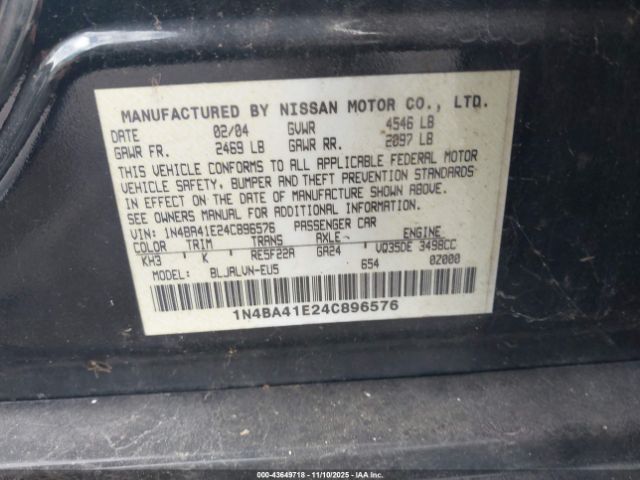 MANUFACTURED BY NISSAN MOTOR CO., LTD.
DATE 02/04 GVWR 4546 LB
GAWR FR. 2469 LB GAWR RR. 2097 LB
THIS VEHICLE CONFORMS TO ALL APPLICABLE FEDERAL MOTOR
VEHICLE SAFETY, BUMPER AND THEFT PREVENTION STANDARDS
IN EFFECT ON THE DATE OF MANUFACTURE SHOWN ABOVE.
SEE OWNERS MANUAL FOR ADDITIONAL INFORMATION.
VIN: 1N4BA41E24C896576 PASSENGER CAR
COLOR TRIM TRANS AXLE ENGINE
KH3 K RE5F22A GA24 VQ35DE 3498CC
MODEL: BLJALVN-EU5 654 0Z000
1N4BA41E24C896576
000-43649718 - 11/10/2025 - IAA Inc.